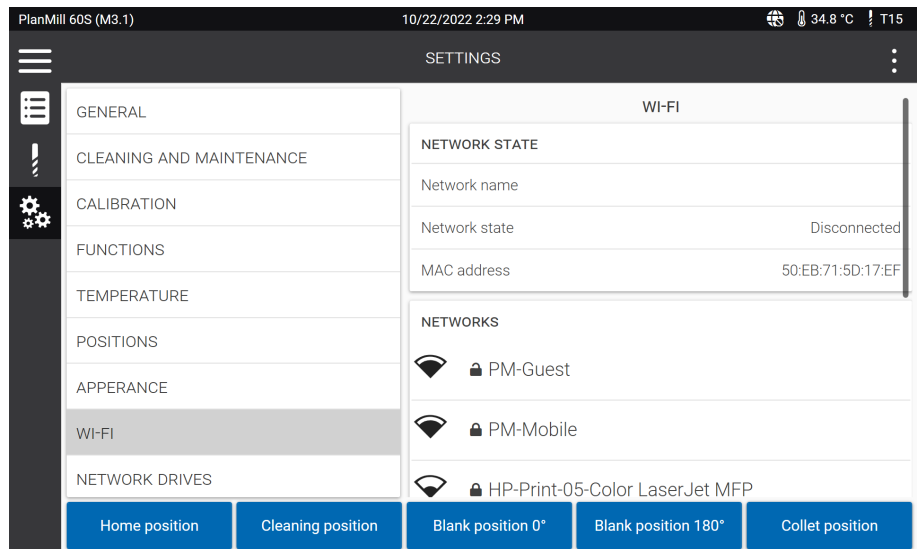 PlanMill 60S (M3.1) 10/22/2022 2:29 PM 34.8 °C T15
SETTINGS
GENERAL
CLEANING AND MAINTENANCE
CALIBRATION
FUNCTIONS
TEMPERATURE
POSITIONS
APPERANCE
WI-FI
NETWORK DRIVES
WI-FI
NETWORK STATE
Network name
Network state Disconnected
MAC address 50:EB:71:5D:17:EF
NETWORKS
PM-Guest
PM-Mobile
HP-Print-05-Color LaserJet MFP
Home position Cleaning position Blank position 0° Blank position 180° Collet position